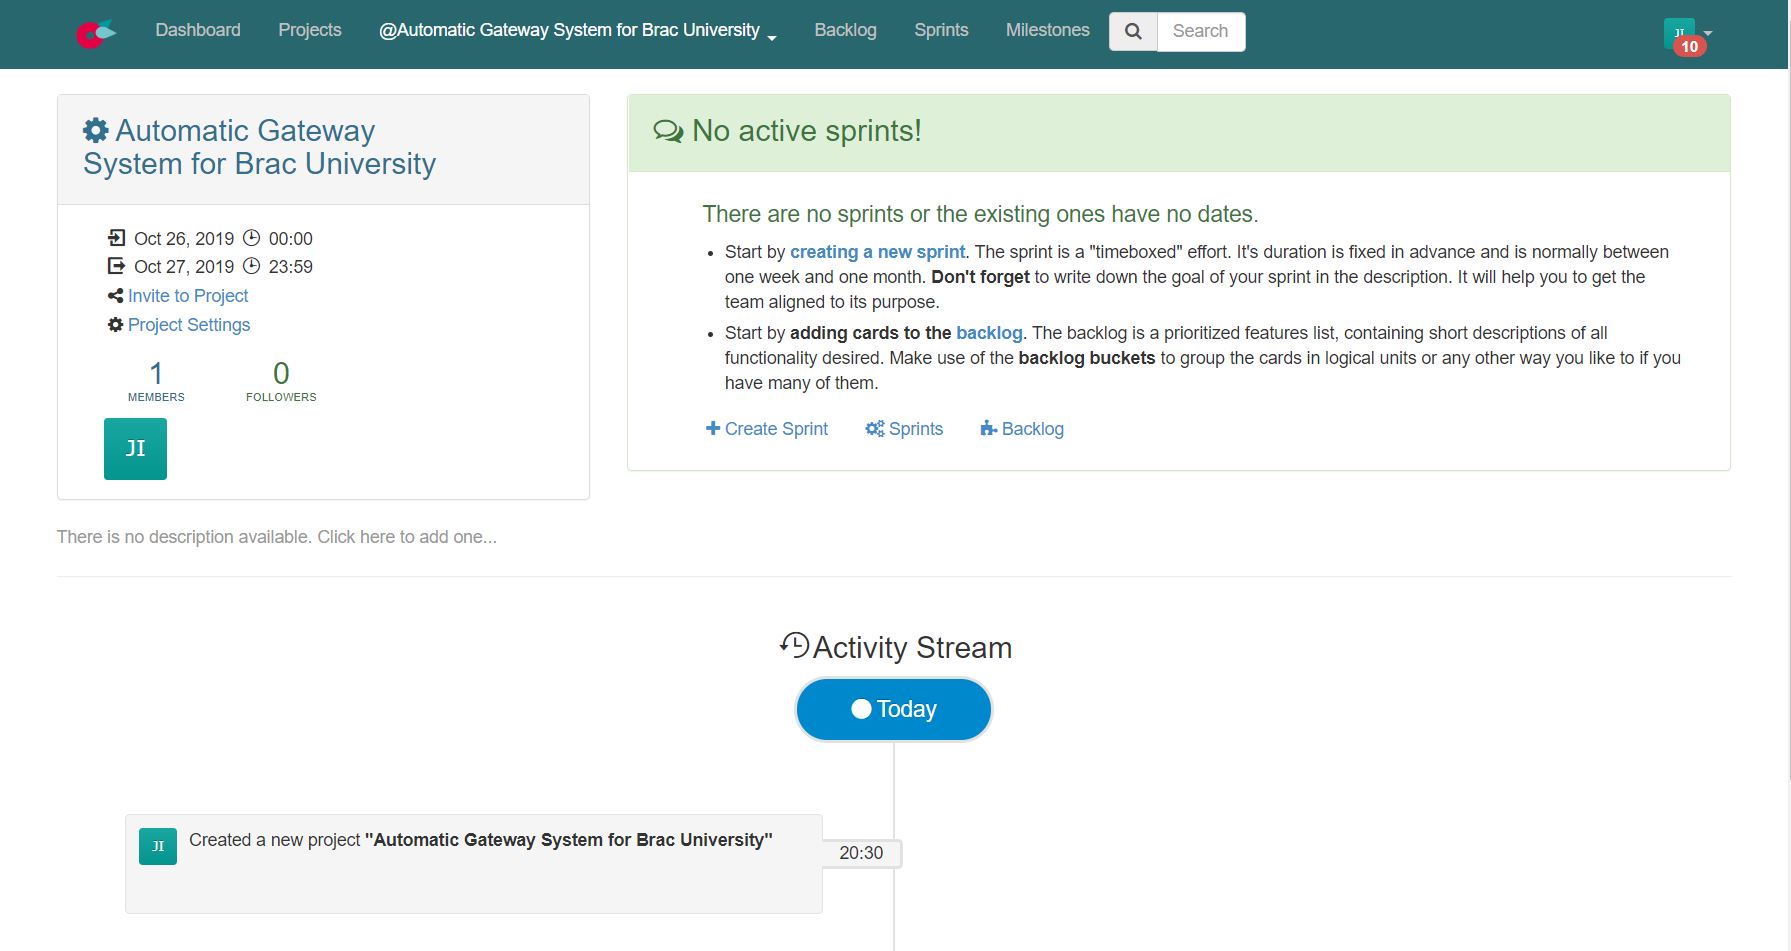 Dashboard Projects @Automatic Gateway System for Brac University Backlog Sprints Milestones Search JI 10
Automatic Gateway
System for Brac University
Oct 26, 2019 00:00
Oct 27, 2019 23:59
Invite to Project
Project Settings
1 0
MEMBERS FOLLOWERS
JI
There is no description available. Click here to add one...
No active sprints!
There are no sprints or the existing ones have no dates.
Start by creating a new sprint. The sprint is a "timeboxed" effort. It's duration is fixed in advance and is normally between
one week and one month. Don't forget to write down the goal of your sprint in the description. It will help you to get the
team aligned to its purpose.
Start by adding cards to the backlog. The backlog is a prioritized features list, containing short descriptions of all
functionality desired. Make use of the backlog buckets to group the cards in logical units or any other way you like to if you
have many of them.
Create Sprint Sprints Backlog
Activity Stream
Today
JI Created a new project "Automatic Gateway System for Brac University"
20:30